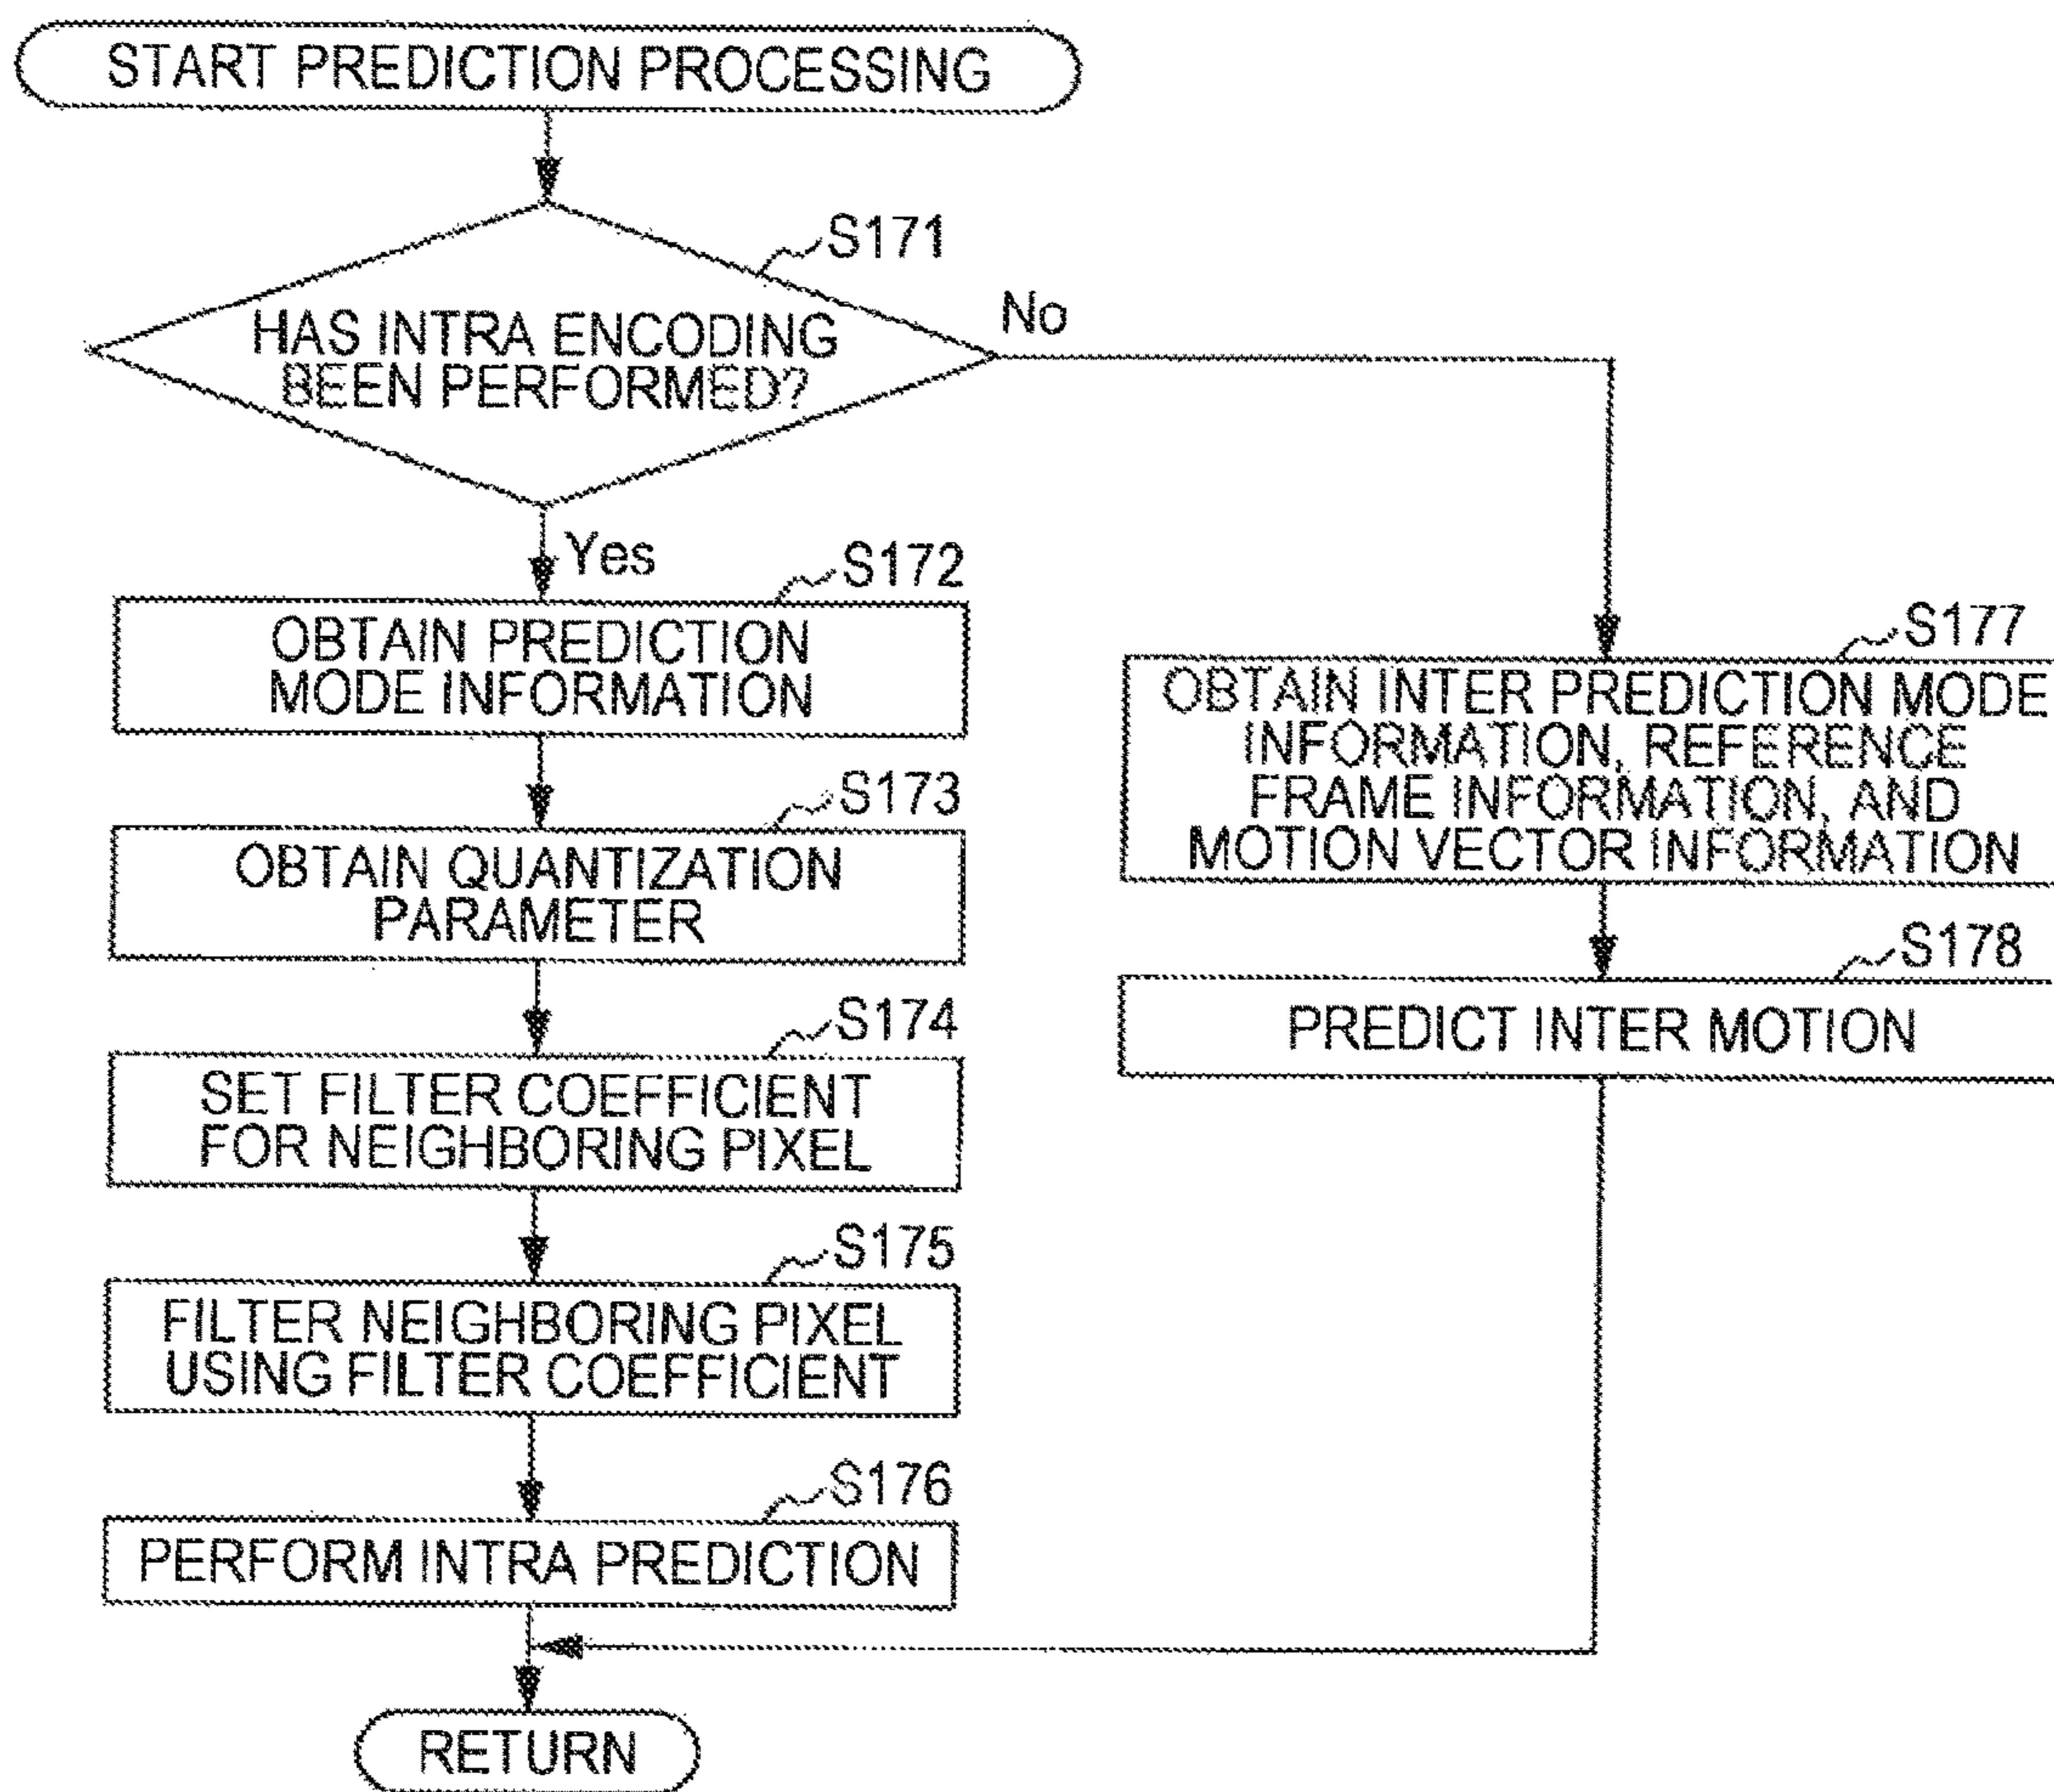 START PREDICTION PROCESSING
S171
HAS INTRA ENCODING
BEEN PERFORMED?
No
Yes
S172
OBTAIN PREDICTION
MODE INFORMATION
S173
OBTAIN QUANTIZATION
PARAMETER
S174
SET FILTER COEFFICIENT
FOR NEIGHBORING PIXEL
S175
FILTER NEIGHBORING PIXEL
USING FILTER COEFFICIENT
S176
PERFORM INTRA PREDICTION
S177
OBTAIN INTER PREDICTION MODE
INFORMATION, REFERENCE
FRAME INFORMATION, AND
MOTION VECTOR INFORMATION
S178
PREDICT INTER MOTION
RETURN